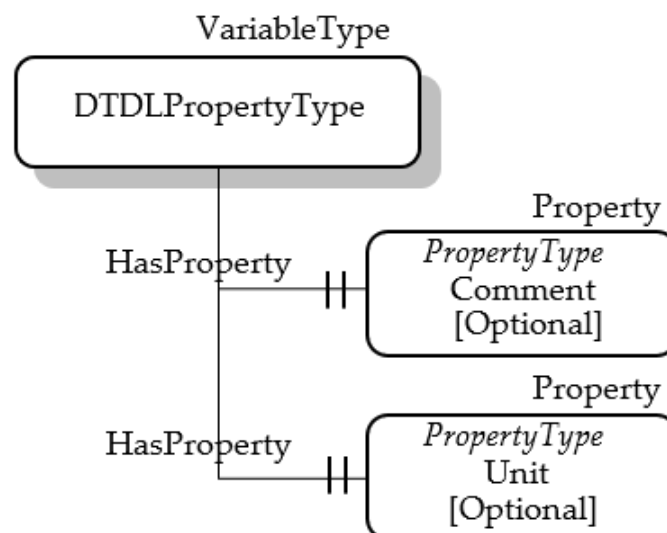 VariableType
DTDLPropertyType
Property
HasProperty
PropertyType
Comment
[Optional]
Property
HasProperty
PropertyType
Unit
[Optional]